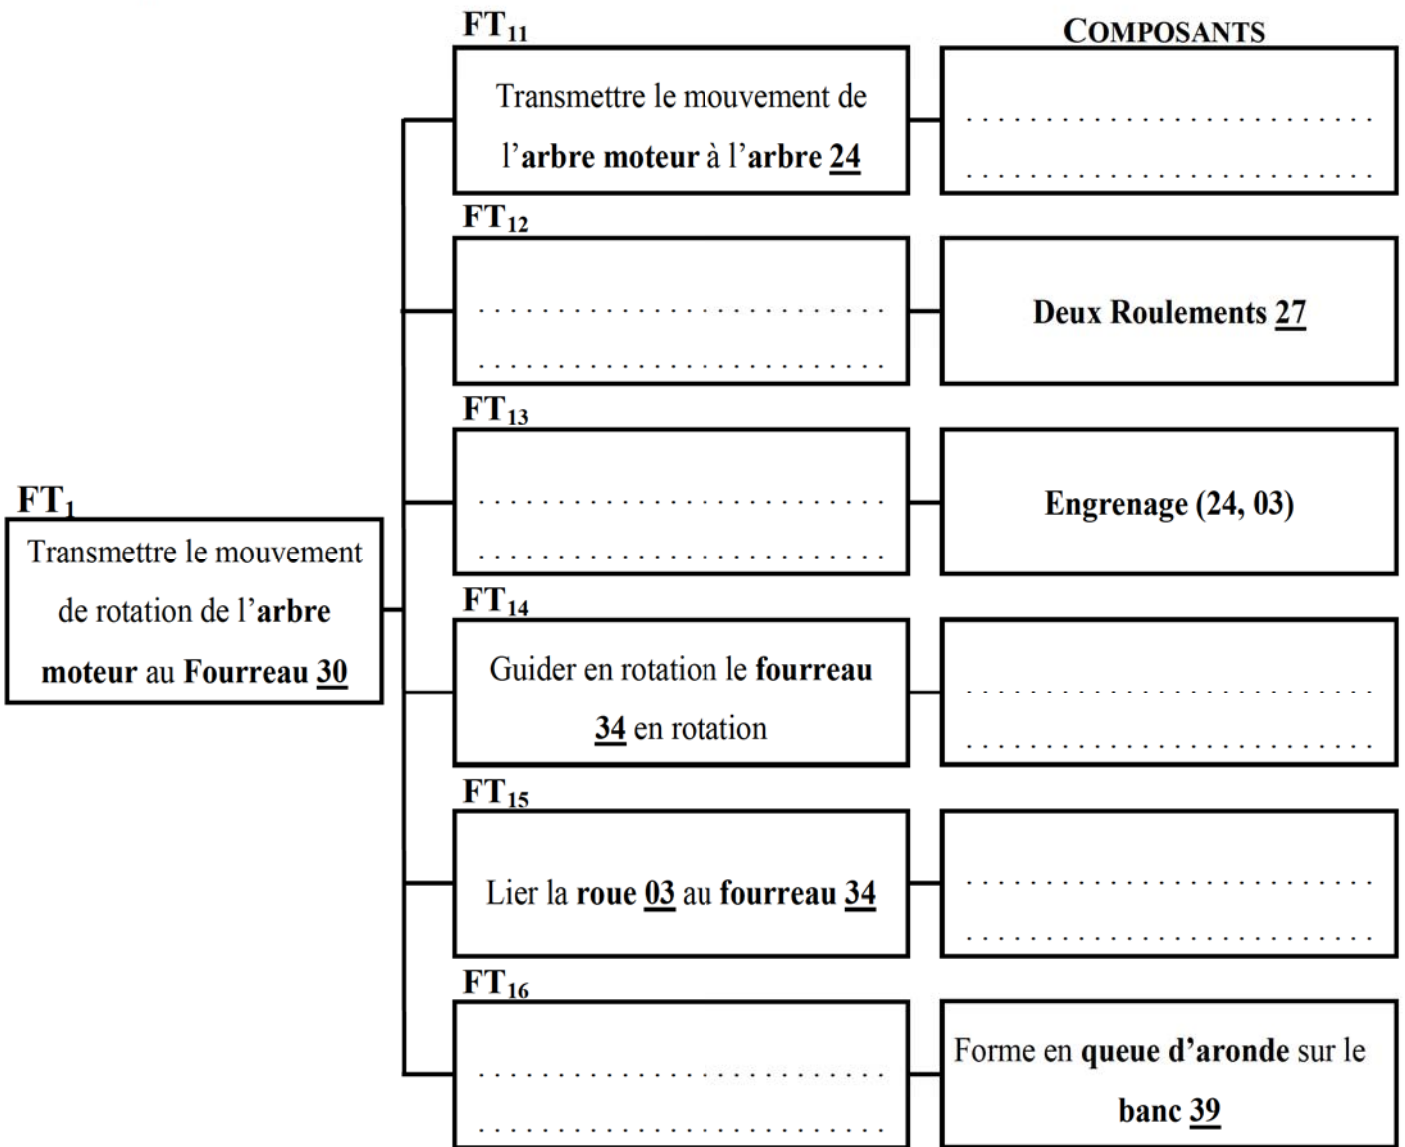 FT11
COMPOSANTS
Transmettre le mouvement de
l’arbre moteur à l’arbre 24
. . . . . . . . . . . . . . . . . . . . . . . . . .
. . . . . . . . . . . . . . . . . . . . . . . . . .
FT12
. . . . . . . . . . . . . . . . . . . . . . . . . .
. . . . . . . . . . . . . . . . . . . . . . . . . .
Deux Roulements 27
FT13
. . . . . . . . . . . . . . . . . . . . . . . . . .
. . . . . . . . . . . . . . . . . . . . . . . . . .
Engrenage (24, 03)
FT1
Transmettre le mouvement
de rotation de l’arbre
moteur au Fourreau 30
FT14
Guider en rotation le fourreau
34 en rotation
. . . . . . . . . . . . . . . . . . . . . . . . . .
. . . . . . . . . . . . . . . . . . . . . . . . . .
FT15
Lier la roue 03 au fourreau 34
. . . . . . . . . . . . . . . . . . . . . . . . . .
. . . . . . . . . . . . . . . . . . . . . . . . . .
FT16
. . . . . . . . . . . . . . . . . . . . . . . . . .
. . . . . . . . . . . . . . . . . . . . . . . . . .
Forme en queue d’aronde sur le
banc 39